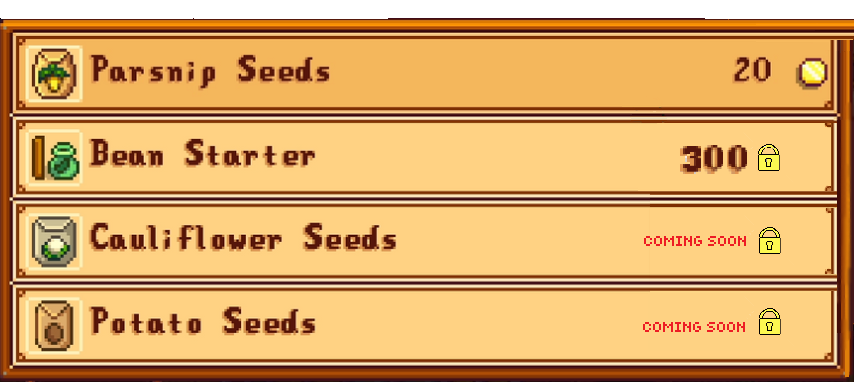 Parsnip Seeds 20
Bean Starter 300
Cauliflower Seeds COMING SOON
Potato Seeds COMING SOON